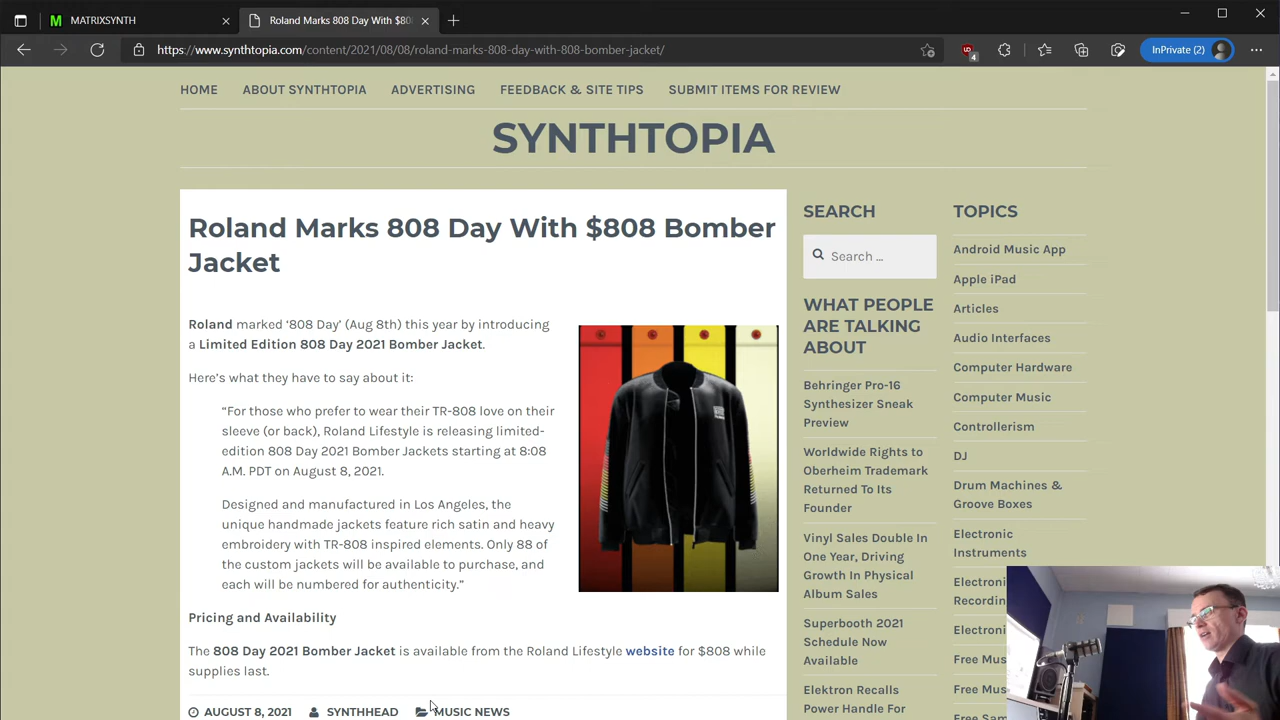 MATRIXSYNTH
Roland Marks 808 Day With $80
https://www.synthtopia.com/content/2021/08/08/roland-marks-808-day-with-808-bomber-jacket/
4
InPrivate (2)
HOME
ABOUT SYNTHTOPIA
ADVERTISING
FEEDBACK & SITE TIPS
SUBMIT ITEMS FOR REVIEW
SYNTHTOPIA
Roland Marks 808 Day With $808 Bomber
Jacket
Roland marked ‘808 Day’ (Aug 8th) this year by introducing
a Limited Edition 808 Day 2021 Bomber Jacket.
Here’s what they have to say about it:
“For those who prefer to wear their TR-808 love on their
sleeve (or back), Roland Lifestyle is releasing limited-
edition 808 Day 2021 Bomber Jackets starting at 8:08
A.M. PDT on August 8, 2021.
Designed and manufactured in Los Angeles, the
unique handmade jackets feature rich satin and heavy
embroidery with TR-808 inspired elements. Only 88 of
the custom jackets will be available to purchase, and
each will be numbered for authenticity.”
Pricing and Availability
The 808 Day 2021 Bomber Jacket is available from the Roland Lifestyle website for $808 while
supplies last.
AUGUST 8, 2021
SYNTHHEAD
MUSIC NEWS
SEARCH
Search ...
WHAT PEOPLE
ARE TALKING
ABOUT
Behringer Pro-16
Synthesizer Sneak
Preview
Worldwide Rights to
Oberheim Trademark
Returned To Its
Founder
Vinyl Sales Double In
One Year, Driving
Growth In Physical
Album Sales
Superbooth 2021
Schedule Now
Available
Elektron Recalls
Power Handle For
TOPICS
Android Music App
Apple iPad
Articles
Audio Interfaces
Computer Hardware
Computer Music
Controllerism
DJ
Drum Machines &
Groove Boxes
Electronic
Instruments
Electroni
Recordin
Electroni
Free Mus
Free Mus
Free Sam